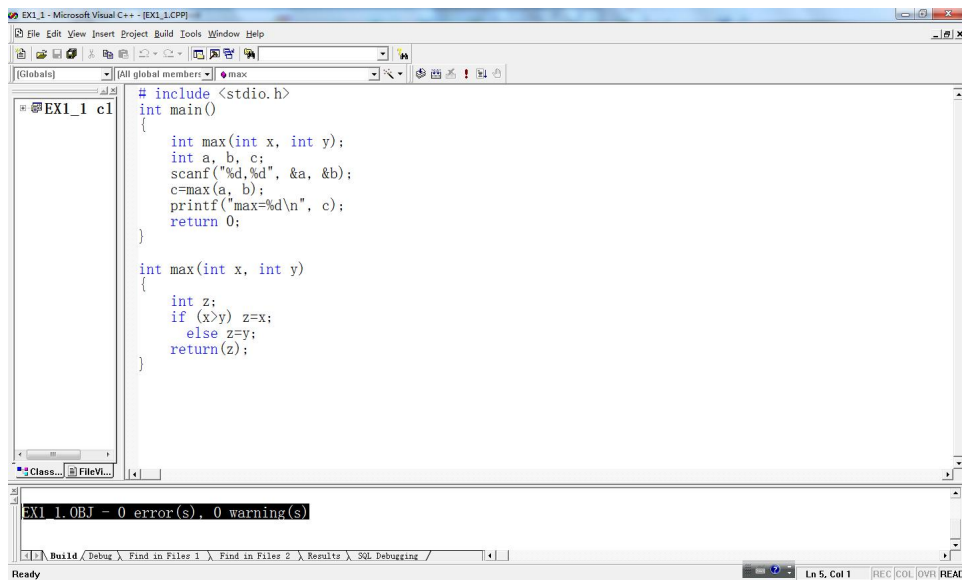 EX1_1 - Microsoft Visual C++ - [EX1_1.CPP]
File Edit View Insert Project Build Tools Window Help
(Globals) [All global members max
EX1_1 cl
# include <stdio.h>
int main()
{
int max(int x, int y);
int a, b, c;
scanf("%d,%d", &a, &b);
c=max(a, b);
printf("max=%d\n", c);
return 0;
}
int max(int x, int y)
{
int z;
if (x>y) z=x;
else z=y;
return(z);
}
Class... FileVi...
EX1_1.OBJ - 0 error(s), 0 warning(s)
Build Debug Find in Files 1 Find in Files 2 Results SQL Debugging
Ready Ln 5, Col 1 REC COL OVR READ